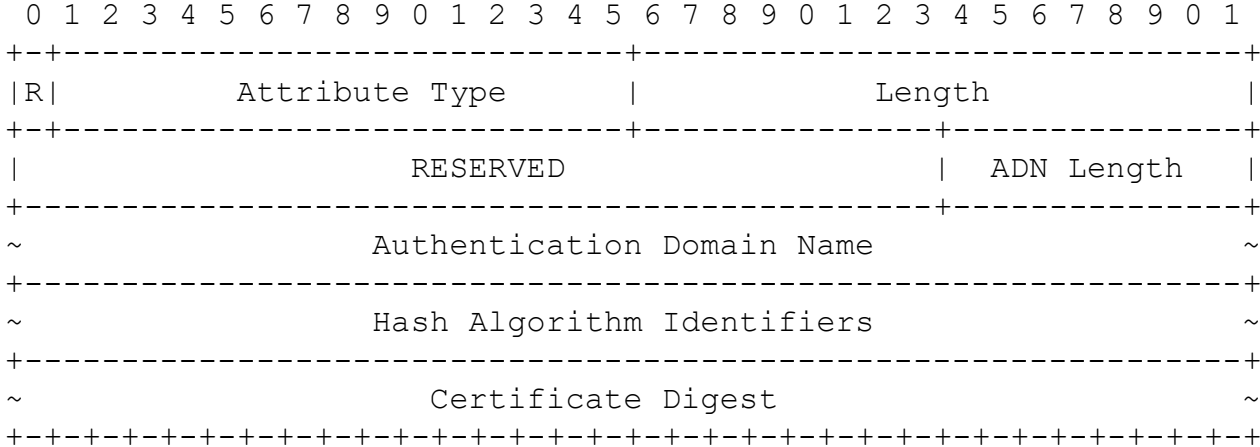 0 1 2 3 4 5 6 7 8 9 0 1 2 3 4 5 6 7 8 9 0 1 2 3 4 5 6 7 8 9 0 1
+-+-----------------------------+-------------------------------+
|R|         Attribute Type      |            Length             |
+-+-----------------------------+---------------+---------------+
|                    RESERVED                   |  ADN Length   |
+-----------------------------------------------+---------------+
~                  Authentication Domain Name                   ~
+---------------------------------------------------------------+
~                  Hash Algorithm Identifiers                   ~
+---------------------------------------------------------------+
~                     Certificate Digest                        ~
+-+-+-+-+-+-+-+-+-+-+-+-+-+-+-+-+-+-+-+-+-+-+-+-+-+-+-+-+-+-+-+-+